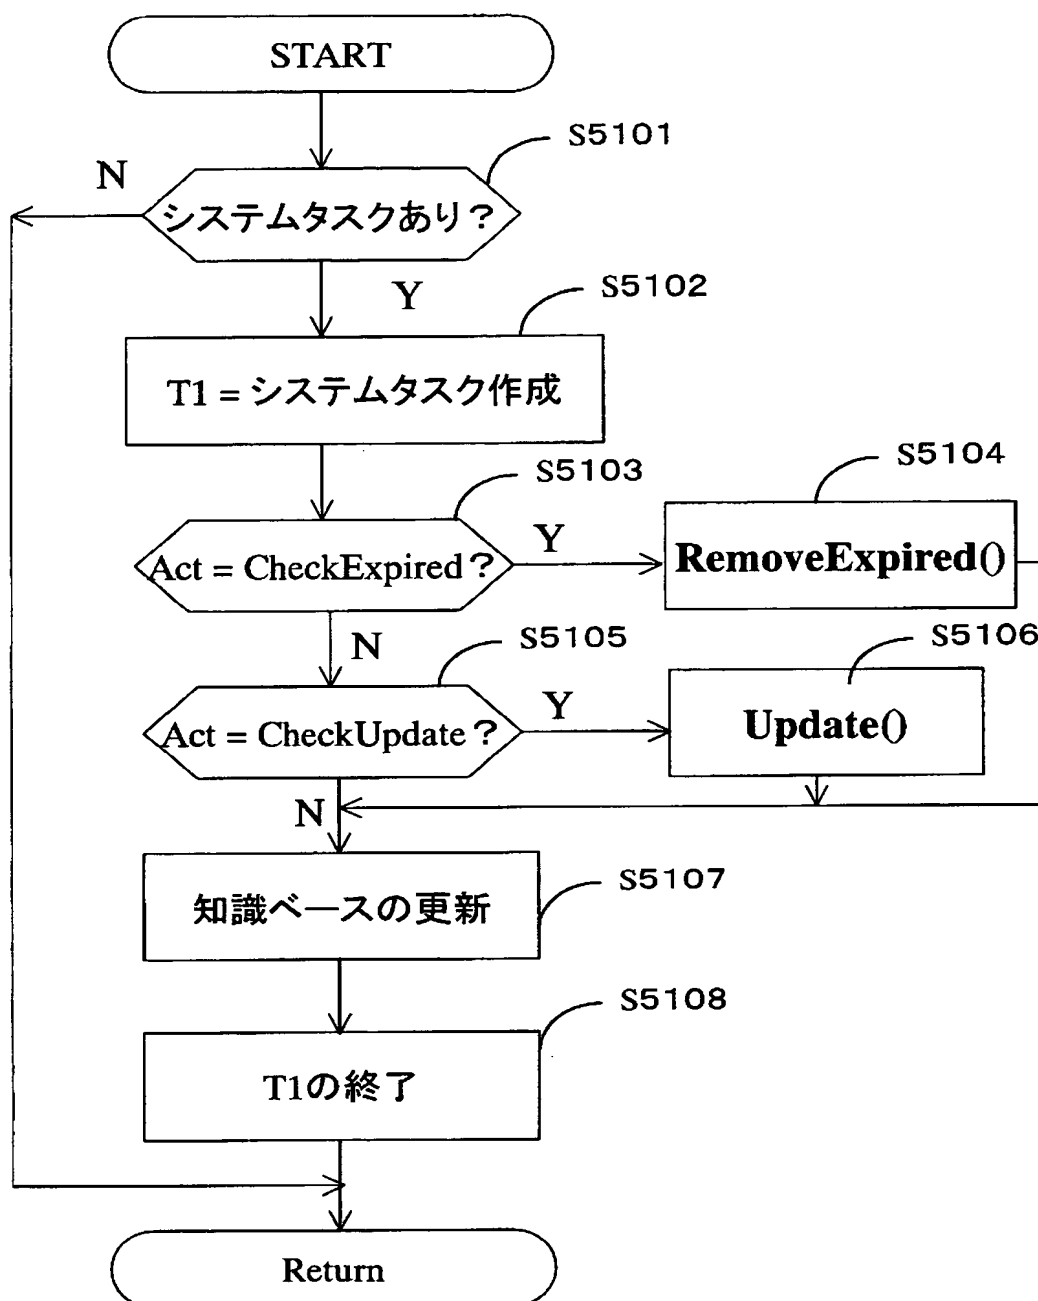 START
S5101
N
システムタスクあり？
Y
S5102
T1 = システムタスク作成
S5103
S5104
Act = CheckExpired？
Y
RemoveExpired()
N
S5105
S5106
Act = CheckUpdate？
Y
Update()
N
S5107
知識ベースの更新
S5108
T1の終了
Return